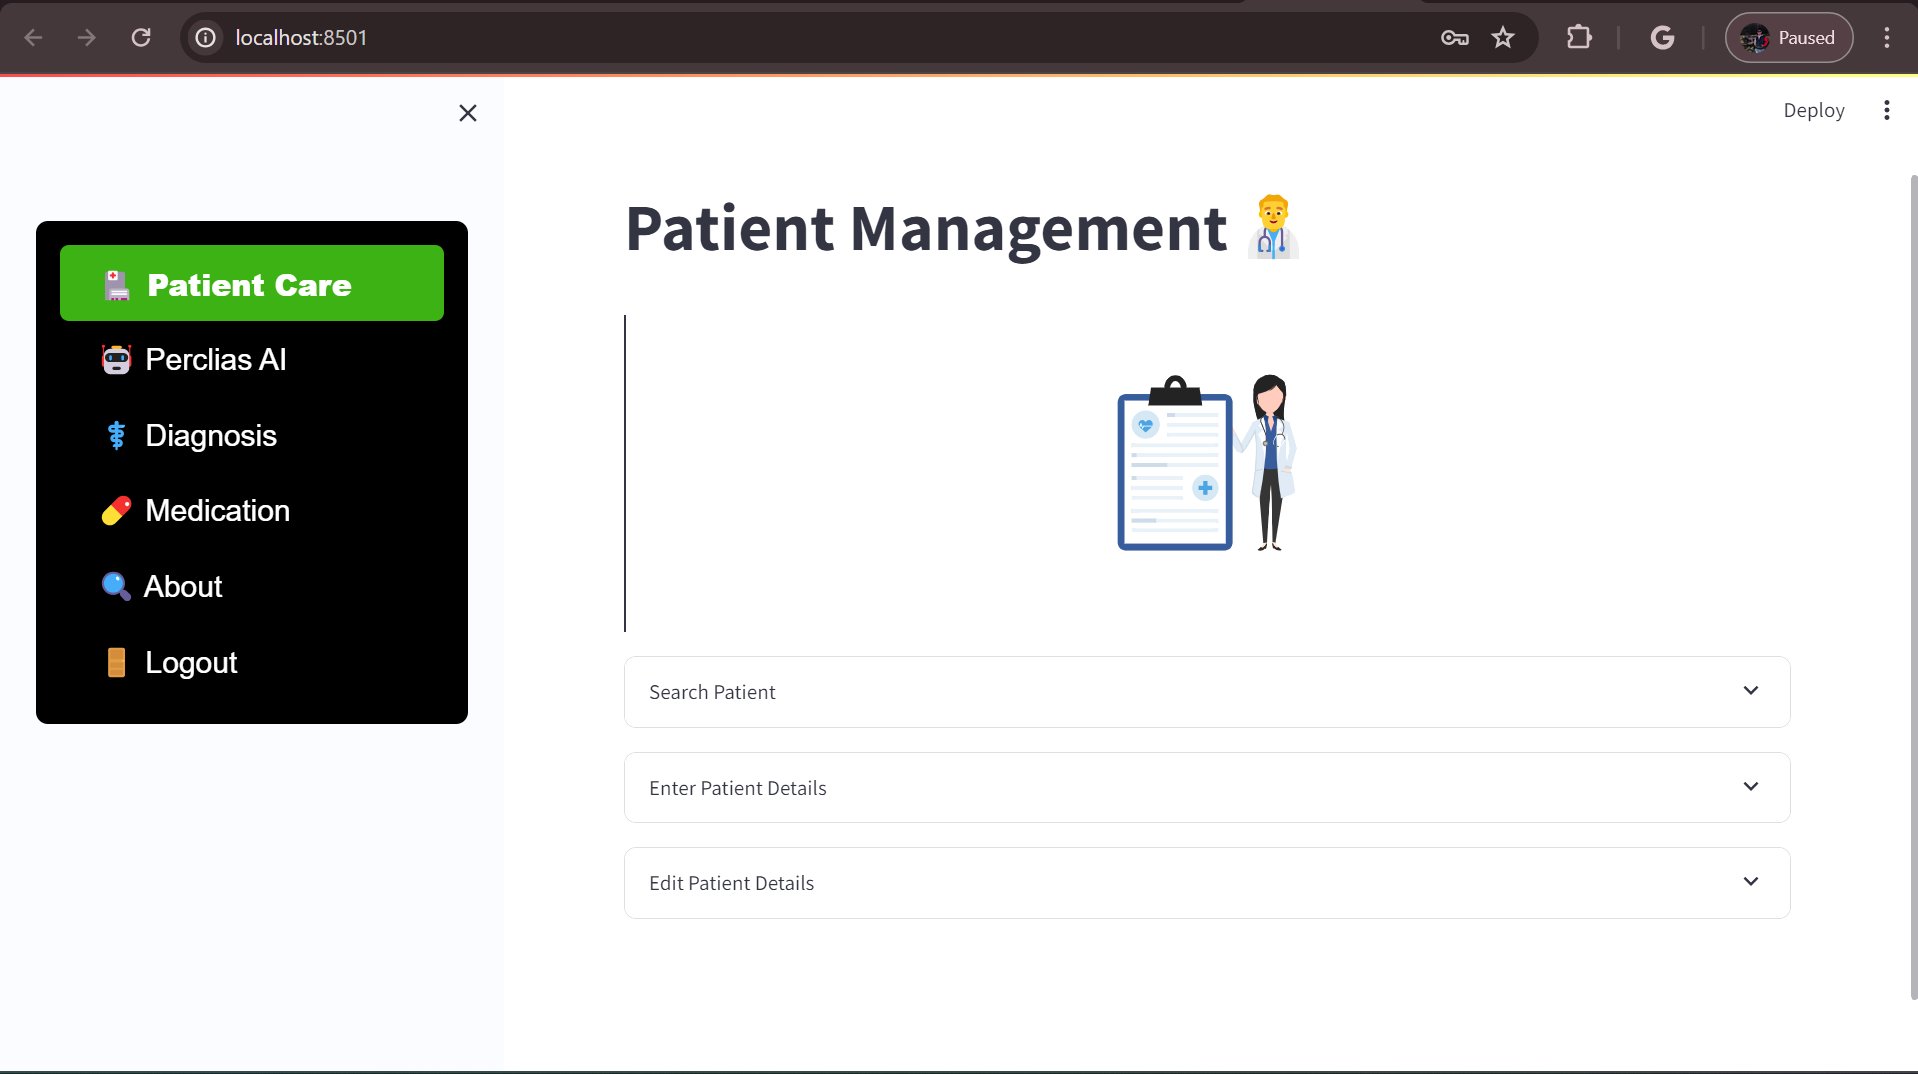 localhost:8501
Paused
Deploy
Patient Care
Perclias AI
Diagnosis
Medication
About
Logout
Patient Management
Search Patient
Enter Patient Details
Edit Patient Details